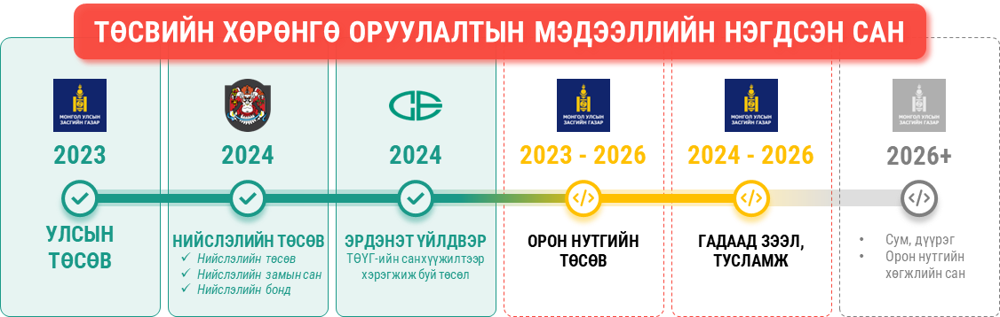 ТӨСВИЙН ХӨРӨНГӨ ОРУУЛАЛТЫН МЭДЭЭЛЛИЙН НЭГДСЭН САН
МОНГОЛ УЛСЫН
ЗАСГИЙН ГАЗАР
2023
УЛСЫН
ТӨСӨВ
2024
НИЙСЛЭЛИЙН ТӨСӨВ
✓ Нийслэлийн төсөв
✓ Нийслэлийн замын сан
✓ Нийслэлийн бонд
2024
ЭРДЭНЭТ ҮЙЛДВЭР
ТӨҮГ-ийн санхүүжилтээр
хэрэгжиж буй төсөл
МОНГОЛ УЛСЫН
ЗАСГИЙН ГАЗАР
2023 - 2026
</>
ОРОН НУТГИЙН
ТӨСӨВ
МОНГОЛ УЛСЫН
ЗАСГИЙН ГАЗАР
2024 - 2026
</>
ГАДААД ЗЭЭЛ,
ТУСЛАМЖ
МОНГОЛ УЛСЫН
ЗАСГИЙН ГАЗАР
2026+
</>
• Сум, дүүрэг
• Орон нутгийн
хөгжлийн сан